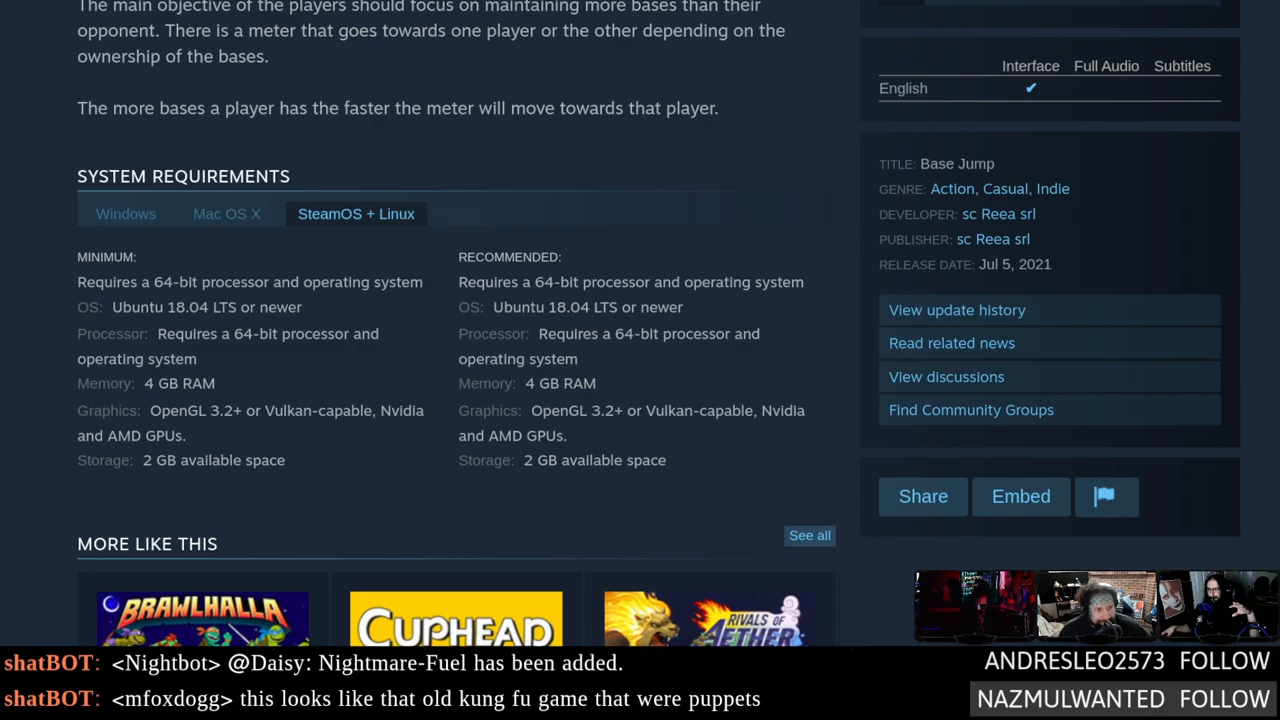 The main objective of the players should focus on maintaining more bases than their
opponent. There is a meter that goes towards one player or the other depending on the
ownership of the bases.
The more bases a player has the faster the meter will move towards that player.
SYSTEM REQUIREMENTS
Windows Mac OS X SteamOS + Linux
MINIMUM:
Requires a 64-bit processor and operating system
OS: Ubuntu 18.04 LTS or newer
Processor: Requires a 64-bit processor and
operating system
Memory: 4 GB RAM
Graphics: OpenGL 3.2+ or Vulkan-capable, Nvidia
and AMD GPUs.
Storage: 2 GB available space
RECOMMENDED:
Requires a 64-bit processor and operating system
OS: Ubuntu 18.04 LTS or newer
Processor: Requires a 64-bit processor and
operating system
Memory: 4 GB RAM
Graphics: OpenGL 3.2+ or Vulkan-capable, Nvidia
and AMD GPUs.
Storage: 2 GB available space
MORE LIKE THIS
See all
BRAWLHALLA
CUPHEAD
RIVALS OF
AETHER
Interface Full Audio Subtitles
English ✔
TITLE: Base Jump
GENRE: Action, Casual, Indie
DEVELOPER: sc Reea srl
PUBLISHER: sc Reea srl
RELEASE DATE: Jul 5, 2021
View update history
Read related news
View discussions
Find Community Groups
Share Embed
shatBOT: <Nightbot> @Daisy: Nightmare-Fuel has been added.
shatBOT: <mfoxdogg> this looks like that old kung fu game that were puppets
ANDRESLEO2573 FOLLOW
NAZMULWANTED FOLLOW